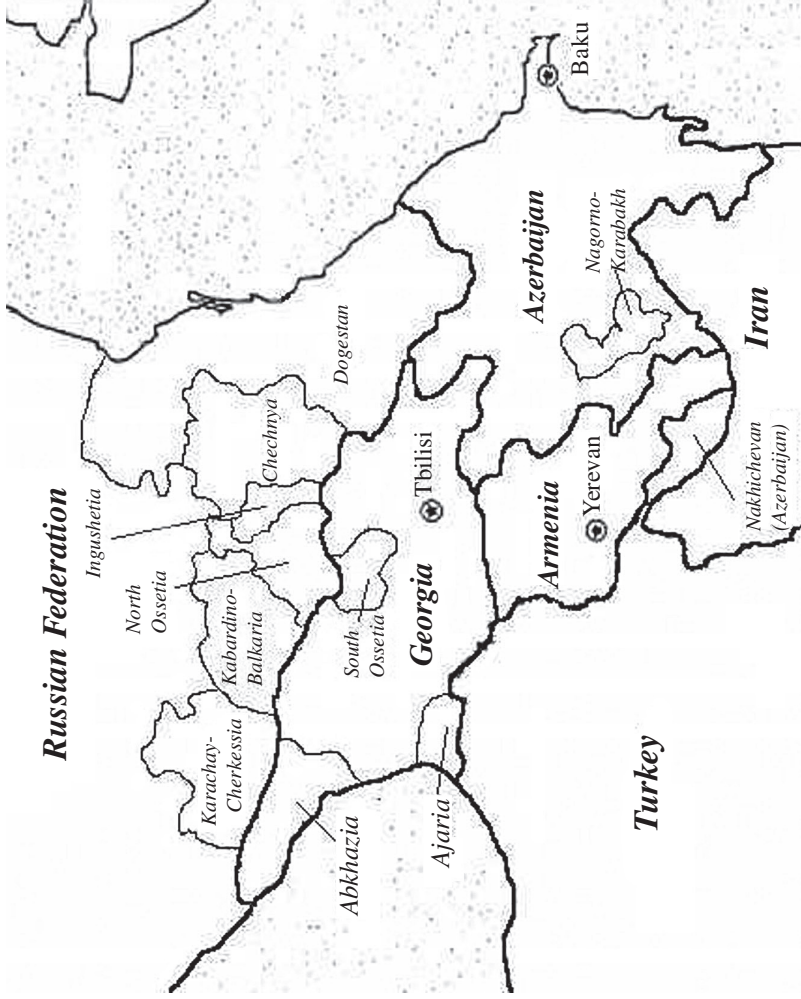 Russian Federation
Ingushetia
North
Ossetia
Kabardino-
Balkaria
Karachay-
Cherkessia
Chechnya
Dogestan
Abkhazia
South
Ossetia
Georgia
Tbilisi
Ajaria
Armenia
Yerevan
Azerbaijan
Baku
Nagorno-
Karabakh
Nakhichevan
(Azerbaijan)
Turkey
Iran